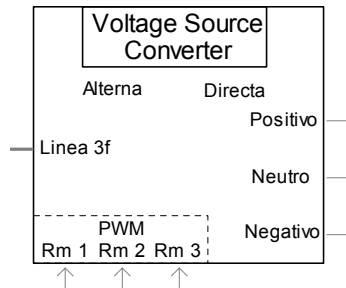 Voltage Source
Converter
Alterna Directa
Positivo
Linea 3f
Neutro
PWM
Negativo
Rm 1 Rm 2 Rm 3